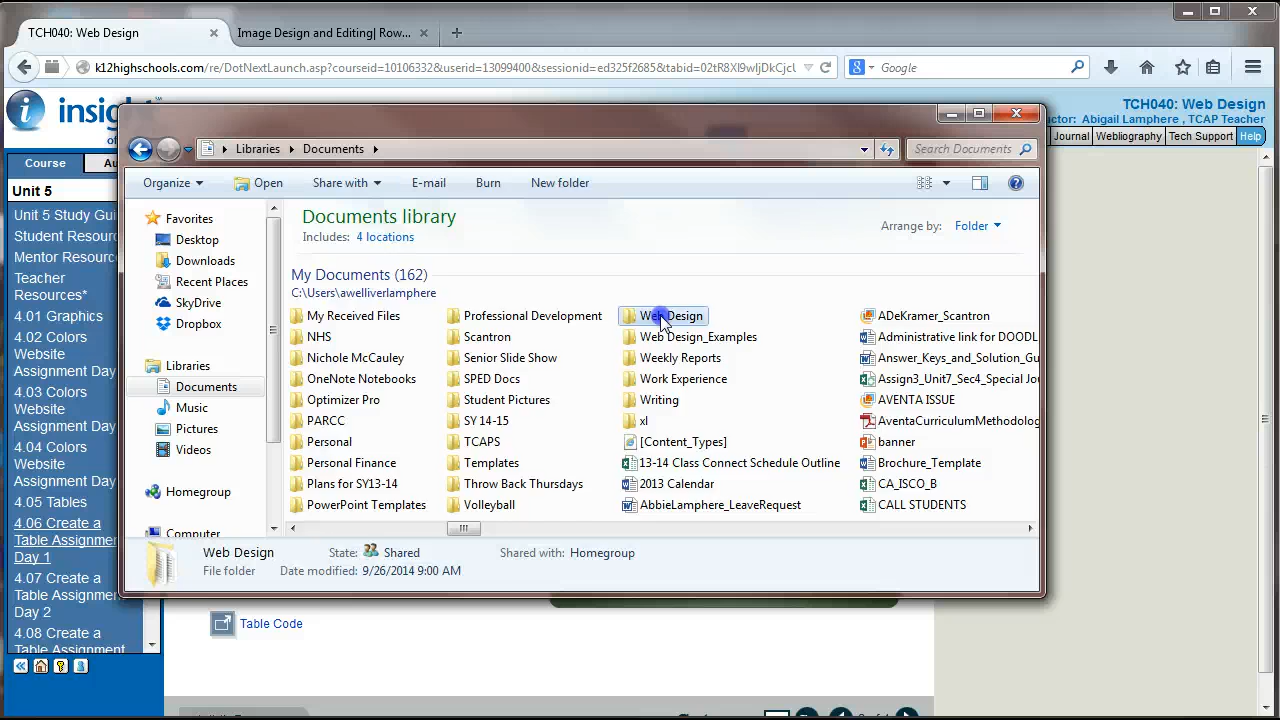 TCH040: Web Design
Image Design and Editing| Row...
k12highschools.com/re/DotNextLaunch.asp?courseid=10106332&userid=13099400&sessionid=ed325f2685&tabid=02tR8Xl9wljDkCjcl
Google
insight
TCH040: Web Design
ctor: Abigail Lamphere , TCAP Teacher
Journal Webliography Tech Support Help
Course
Au
Unit 5
Unit 5 Study Gui
Student Resourc
Mentor Resourc
Teacher
Resources*
4.01 Graphics
4.02 Colors
Website
Assignment Day
4.03 Colors
Website
Assignment Day
4.04 Colors
Website
Assignment Day
4.05 Tables
4.06 Create a
Table Assignmen
Day 1
4.07 Create a
Table Assignmen
Day 2
4.08 Create a
Table Assignment
Libraries
Documents
Search Documents
Organize
Open
Share with
E-mail
Burn
New folder
Favorites
Desktop
Downloads
Recent Places
SkyDrive
Dropbox
Libraries
Documents
Music
Pictures
Videos
Homegroup
Computer
Documents library
Includes: 4 locations
Arrange by: Folder
My Documents (162)
C:\Users\awelliverlamphere
My Received Files
NHS
Nichole McCauley
OneNote Notebooks
Optimizer Pro
PARCC
Personal
Personal Finance
Plans for SY13-14
PowerPoint Templates
Professional Development
Scantron
Senior Slide Show
SPED Docs
Student Pictures
SY 14-15
TCAPS
Templates
Throw Back Thursdays
Volleyball
Web Design
Web Design_Examples
Weekly Reports
Work Experience
Writing
xl
[Content_Types]
13-14 Class Connect Schedule Outline
2013 Calendar
AbbieLamphere_LeaveRequest
ADeKramer_Scantron
Administrative link for DOODL
Answer_Keys_and_Solution_Gu
Assign3_Unit7_Sec4_Special Jo
AVENTA ISSUE
AventaCurriculumMethodolog
banner
Brochure_Template
CA_ISCO_B
CALL STUDENTS
Web Design
State: Shared
Shared with: Homegroup
File folder
Date modified: 9/26/2014 9:00 AM
Table Code